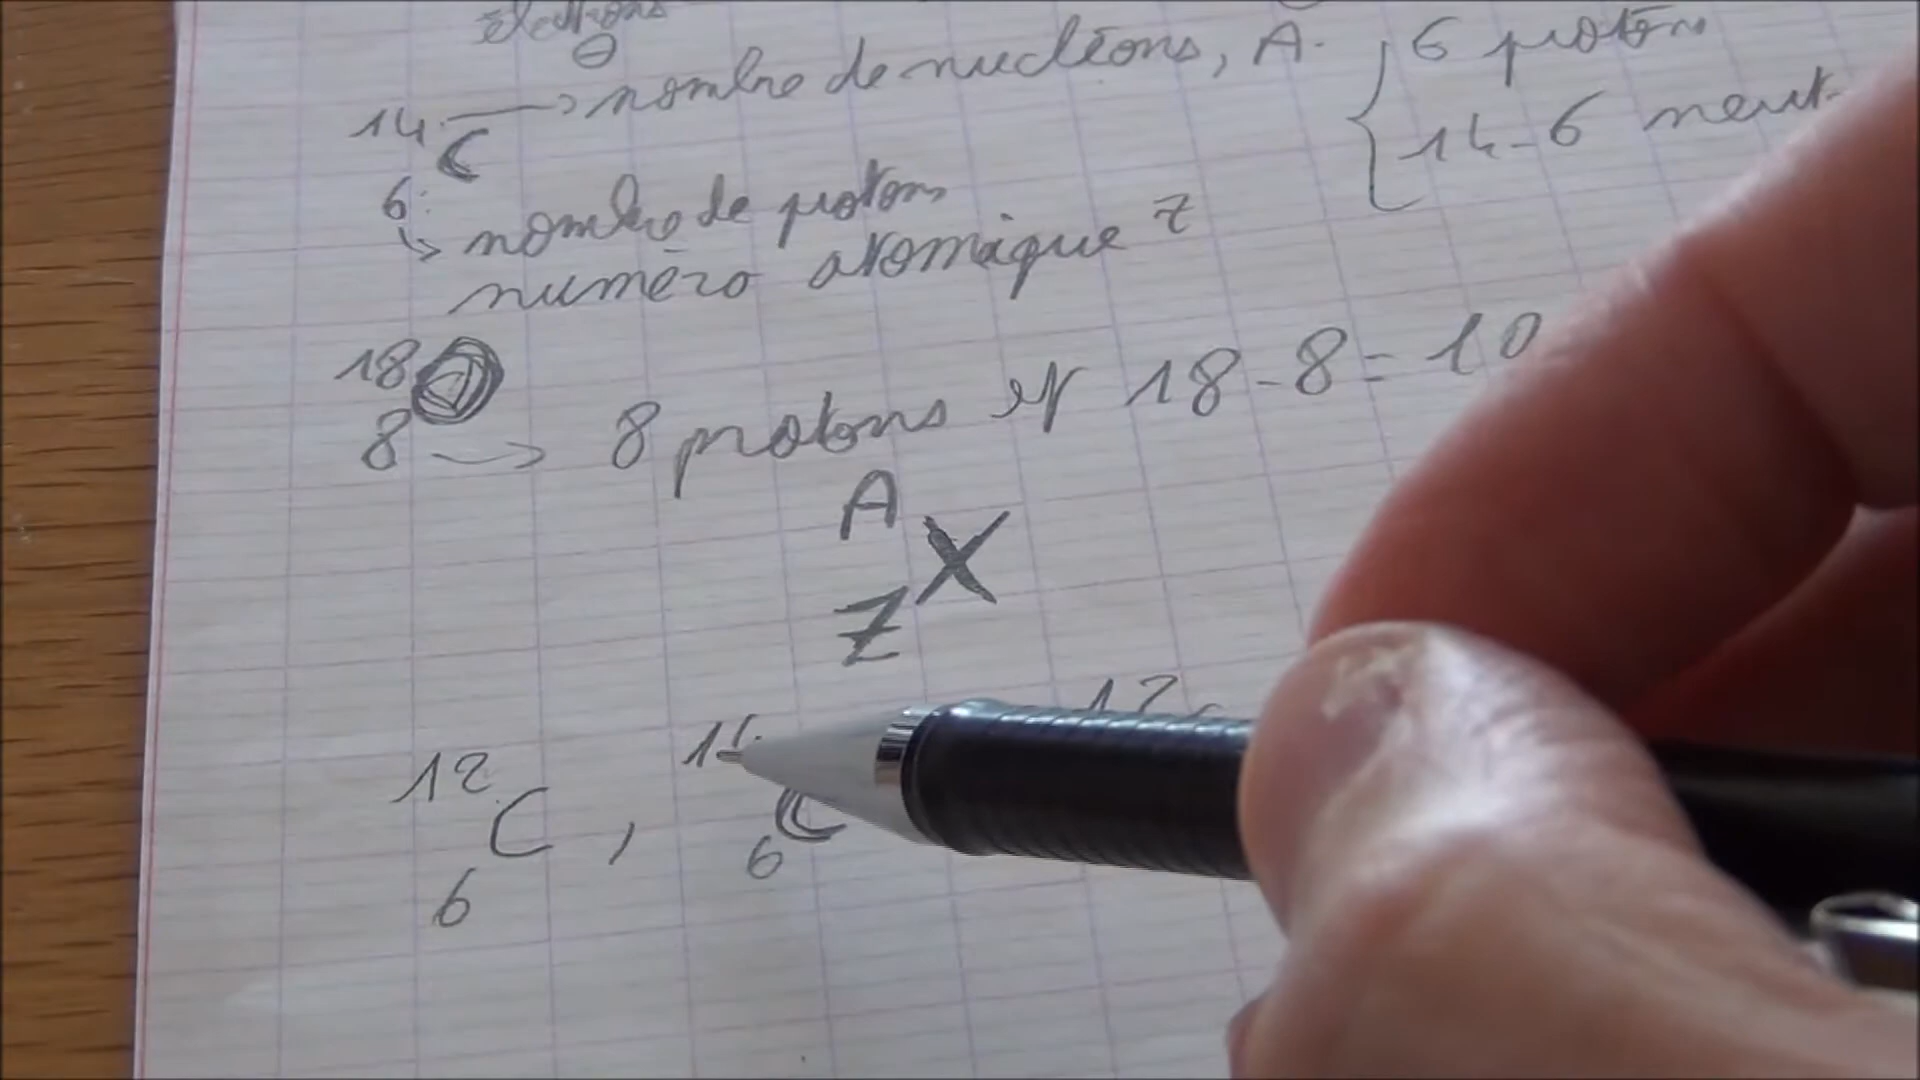 électrons
⊖
14 C → nombre de nucléons, A. { 6 protons
14-6 neut
6 ↳ nombre de protons
numéro atomique Z
18 O
8 → 8 protons et 18-8=10
A
X
Z
12 C , 14 C
6 6